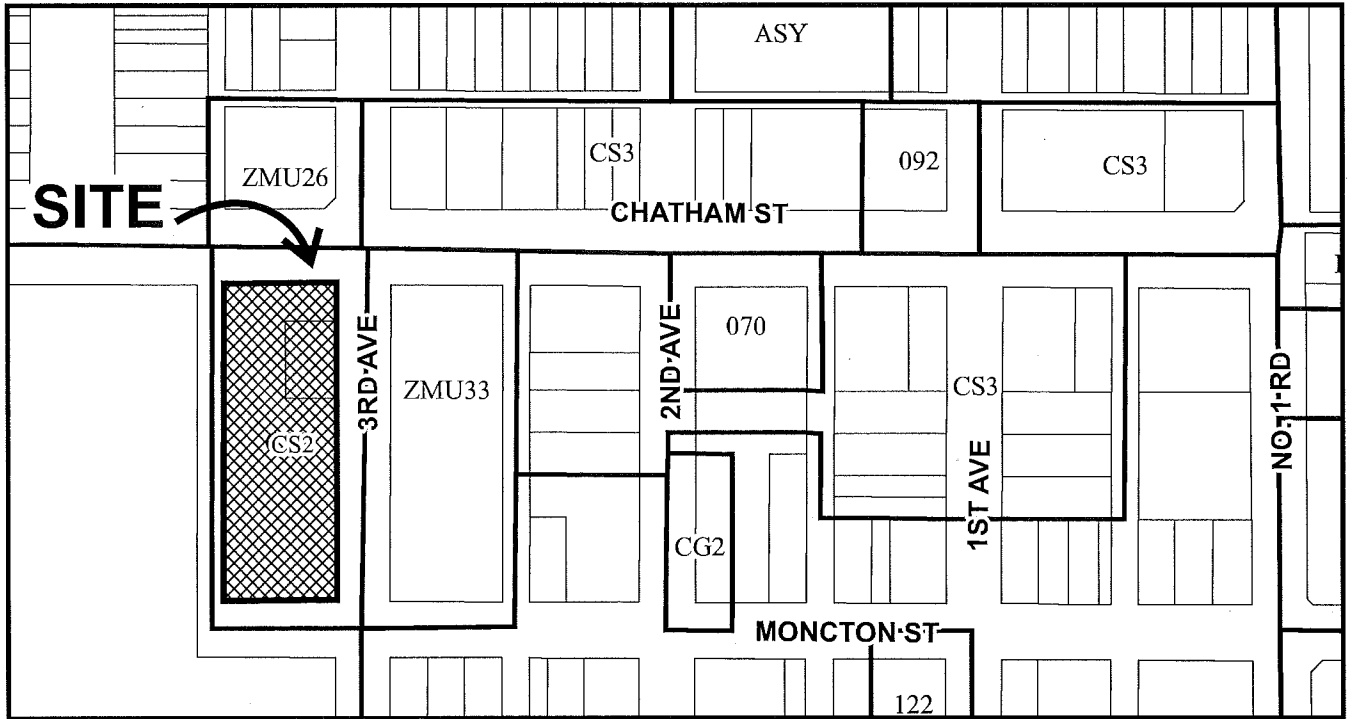 ASY
CS3
092
CS3
ZMU26
SITE
CHATHAM ST
3RD AVE
2ND AVE
070
ZMU33
CS3
NO. 1 RD
CS2
1ST AVE
CG2
MONCTON ST
122